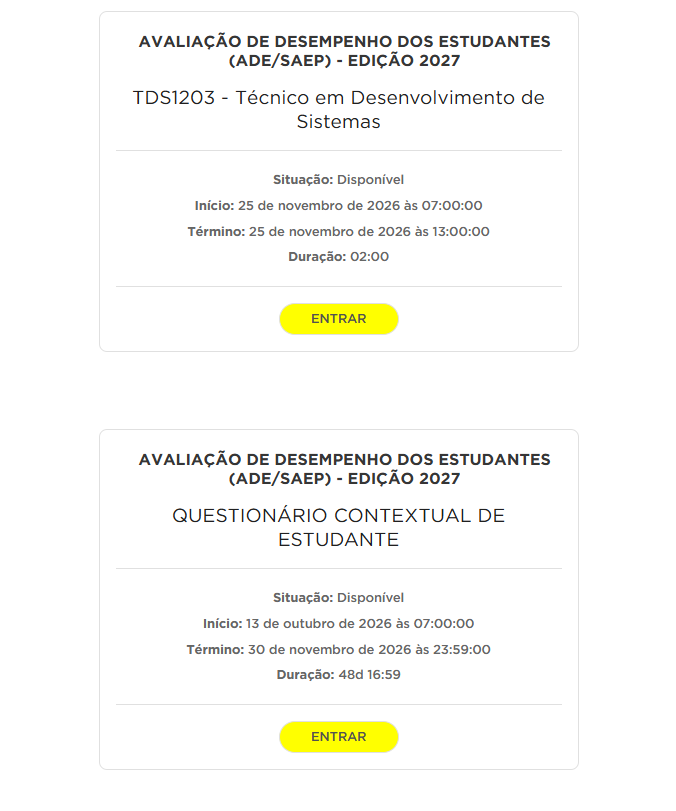 AVALIAÇÃO DE DESEMPENHO DOS ESTUDANTES
(ADE/SAEP) - EDIÇÃO 2027
TDS1203 - Técnico em Desenvolvimento de
Sistemas
Situação: Disponível
Início: 25 de novembro de 2026 às 07:00:00
Término: 25 de novembro de 2026 às 13:00:00
Duração: 02:00
ENTRAR
AVALIAÇÃO DE DESEMPENHO DOS ESTUDANTES
(ADE/SAEP) - EDIÇÃO 2027
QUESTIONÁRIO CONTEXTUAL DE
ESTUDANTE
Situação: Disponível
Início: 13 de outubro de 2026 às 07:00:00
Término: 30 de novembro de 2026 às 23:59:00
Duração: 48d 16:59
ENTRAR